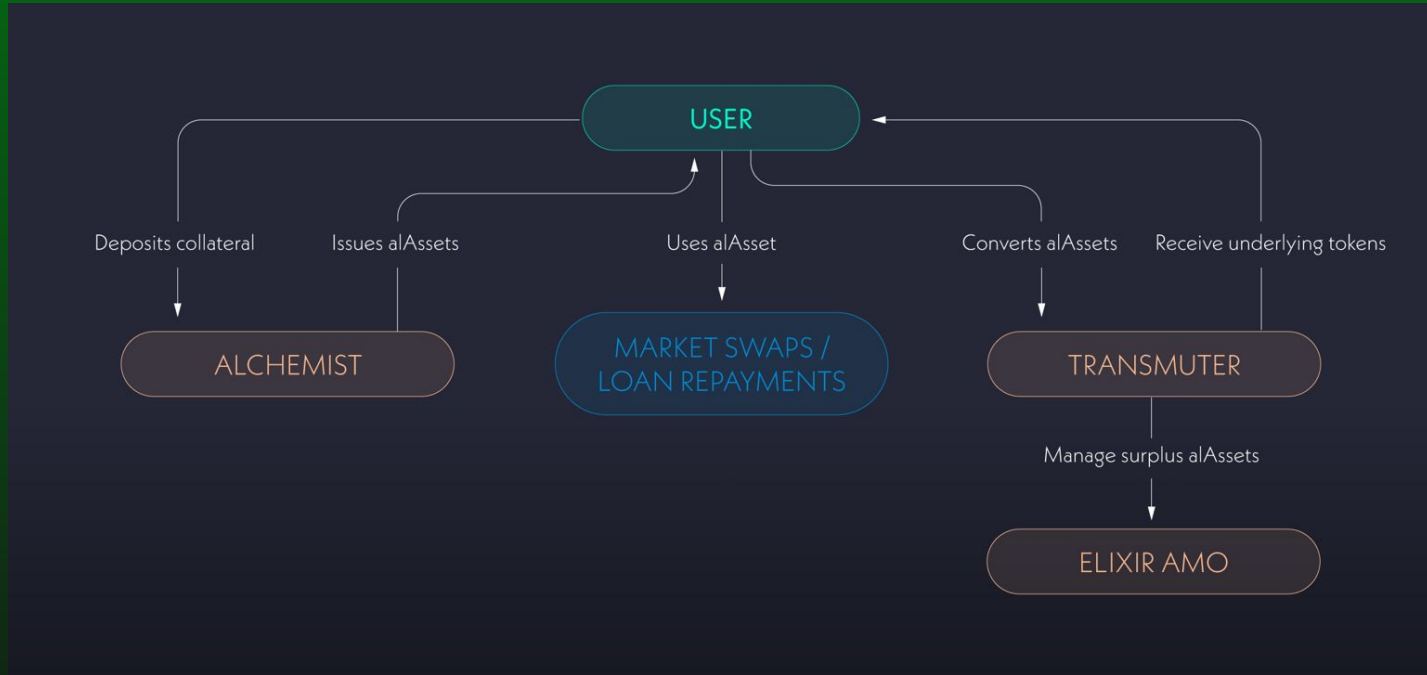 USER
Deposits collateral
Issues alAssets
Uses alAsset
Converts alAssets
Receive underlying tokens
ALCHEMIST
MARKET SWAPS /
LOAN REPAYMENTS
TRANSMUTER
Manage surplus alAssets
ELIXIR AMO